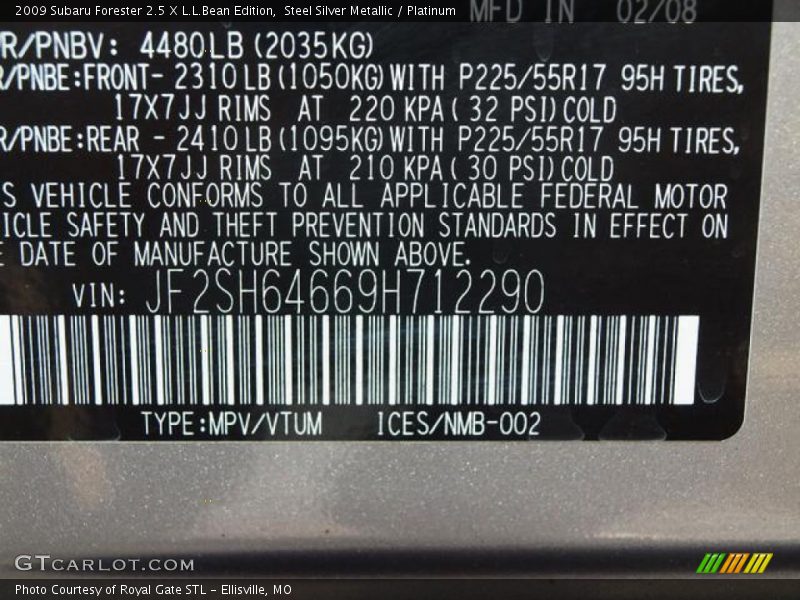 2009 Subaru Forester 2.5 X L.L.Bean Edition, Steel Silver Metallic / Platinum
MFD IN 02/08
R/PNBV: 4480LB (2035KG)
R/PNBE:FRONT- 2310 LB (1050KG) WITH P225/55R17 95H TIRES,
17X7JJ RIMS AT 220 KPA ( 32 PSI) COLD
R/PNBE:REAR - 2410 LB (1095KG) WITH P225/55R17 95H TIRES,
17X7JJ RIMS AT 210 KPA ( 30 PSI) COLD
S VEHICLE CONFORMS TO ALL APPLICABLE FEDERAL MOTOR
ICLE SAFETY AND THEFT PREVENTION STANDARDS IN EFFECT ON
E DATE OF MANUFACTURE SHOWN ABOVE.
VIN: JF2SH64669H712290
TYPE:MPV/VTUM ICES/NMB-002
GTCARLOT.COM
Photo Courtesy of Royal Gate STL - Ellisville, MO